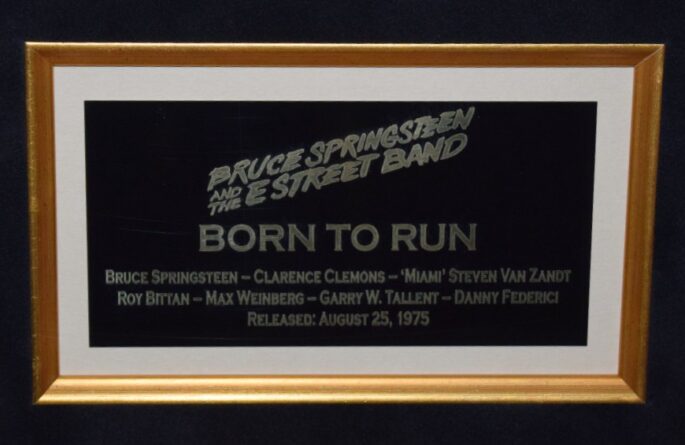 BRUCE SPRINGSTEEN
AND THE E STREET BAND
BORN TO RUN
BRUCE SPRINGSTEEN – CLARENCE CLEMONS – 'MIAMI' STEVEN VAN ZANDT
ROY BITTAN – MAX WEINBERG – GARRY W. TALLENT – DANNY FEDERICI
RELEASED: AUGUST 25, 1975